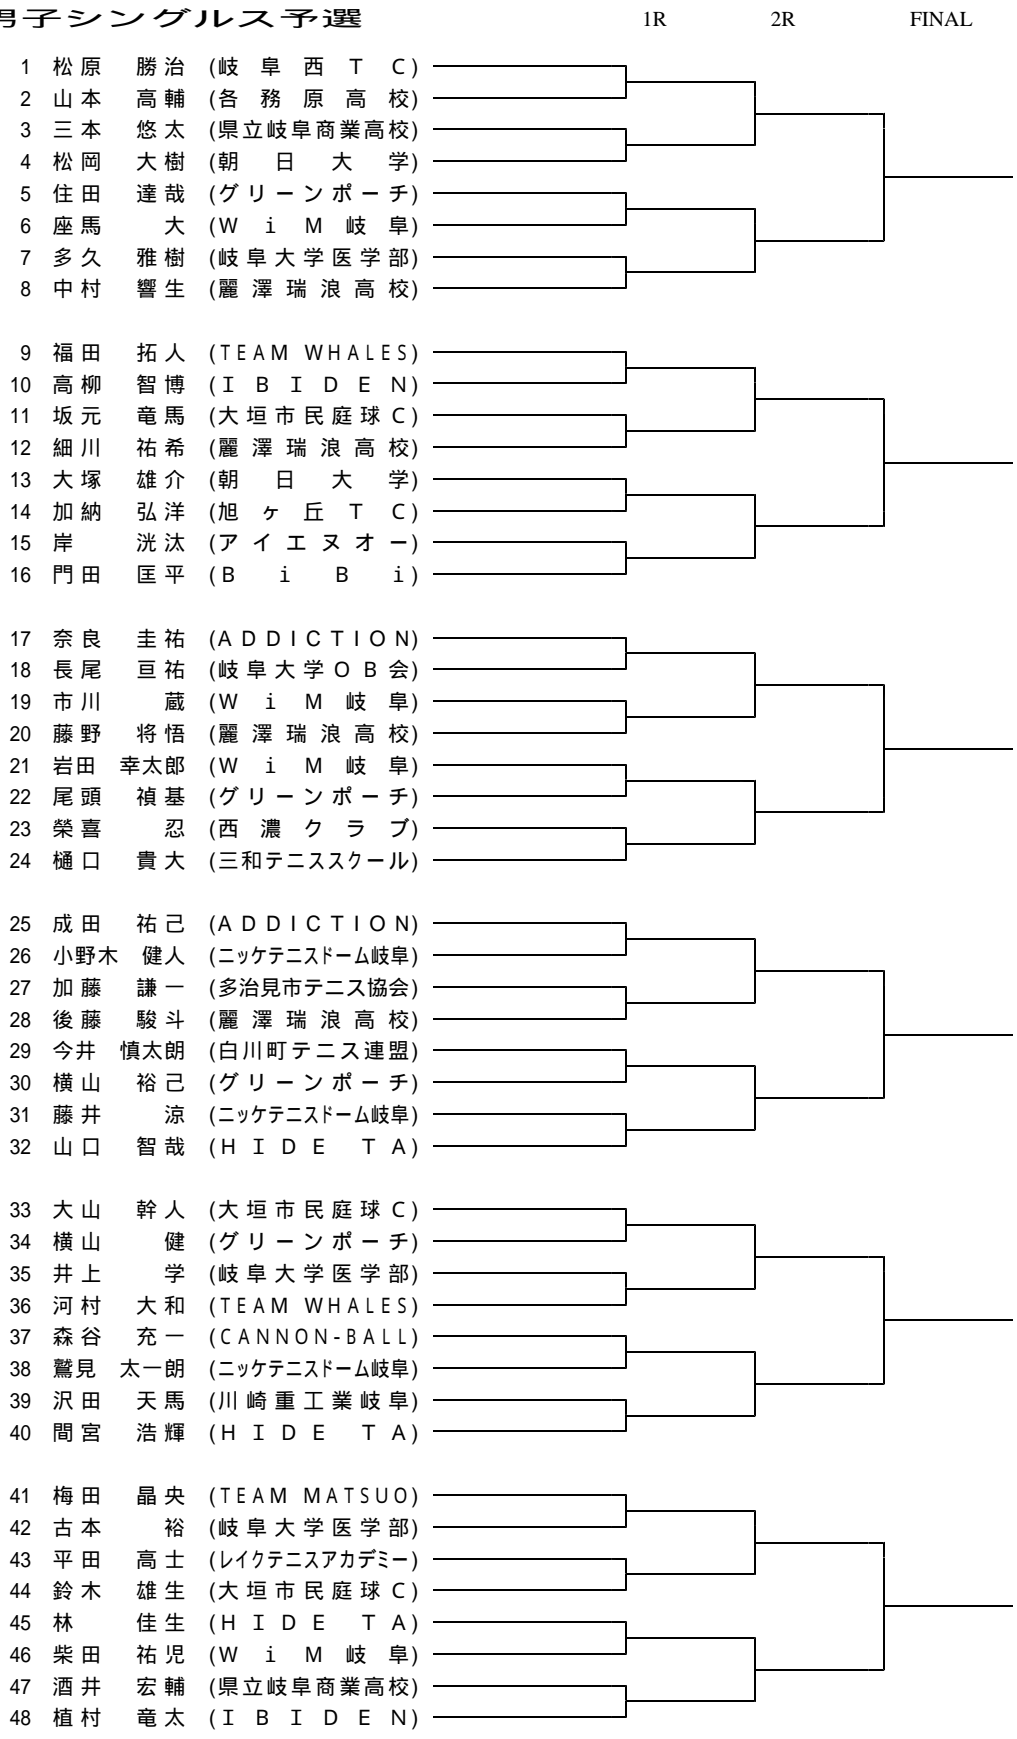 男子シングルス予選 1R 2R FINAL
1 松原 勝治 (岐阜西TC)
2 山本 高輔 (各務原高校)
3 三本 悠太 (県立岐阜商業高校)
4 松岡 大樹 (朝日大学)
5 住田 達哉 (グリーンポーチ)
6 座馬 大 (WiM岐阜)
7 多久 雅樹 (岐阜大学医学部)
8 中村 響生 (麗澤瑞浪高校)
9 福田 拓人 (TEAM WHALES)
10 高柳 智博 (IBIDEN)
11 坂元 竜馬 (大垣市民庭球C)
12 細川 祐希 (麗澤瑞浪高校)
13 大塚 雄介 (朝日大学)
14 加納 弘洋 (旭ヶ丘TC)
15 岸 洸汰 (アイエヌオー)
16 門田 匡平 (BiBi)
17 奈良 圭祐 (ADDICTION)
18 長尾 亘祐 (岐阜大学OB会)
19 市川 蔵 (WiM岐阜)
20 藤野 将悟 (麗澤瑞浪高校)
21 岩田 幸太郎 (WiM岐阜)
22 尾頭 禎基 (グリーンポーチ)
23 榮喜 忍 (西濃クラブ)
24 樋口 貴大 (三和テニススクール)
25 成田 祐己 (ADDICTION)
26 小野木 健人 (ニッケテニスドーム岐阜)
27 加藤 謙一 (多治見市テニス協会)
28 後藤 駿斗 (麗澤瑞浪高校)
29 今井 慎太朗 (白川町テニス連盟)
30 横山 裕己 (グリーンポーチ)
31 藤井 涼 (ニッケテニスドーム岐阜)
32 山口 智哉 (HIDE TA)
33 大山 幹人 (大垣市民庭球C)
34 横山 健 (グリーンポーチ)
35 井上 学 (岐阜大学医学部)
36 河村 大和 (TEAM WHALES)
37 森谷 充一 (CANNON-BALL)
38 鷲見 太一朗 (ニッケテニスドーム岐阜)
39 沢田 天馬 (川崎重工業岐阜)
40 間宮 浩輝 (HIDE TA)
41 梅田 晶央 (TEAM MATSUO)
42 古本 裕 (岐阜大学医学部)
43 平田 高士 (レイクテニスアカデミー)
44 鈴木 雄生 (大垣市民庭球C)
45 林 佳生 (HIDE TA)
46 柴田 祐児 (WiM岐阜)
47 酒井 宏輔 (県立岐阜商業高校)
48 植村 竜太 (IBIDEN)